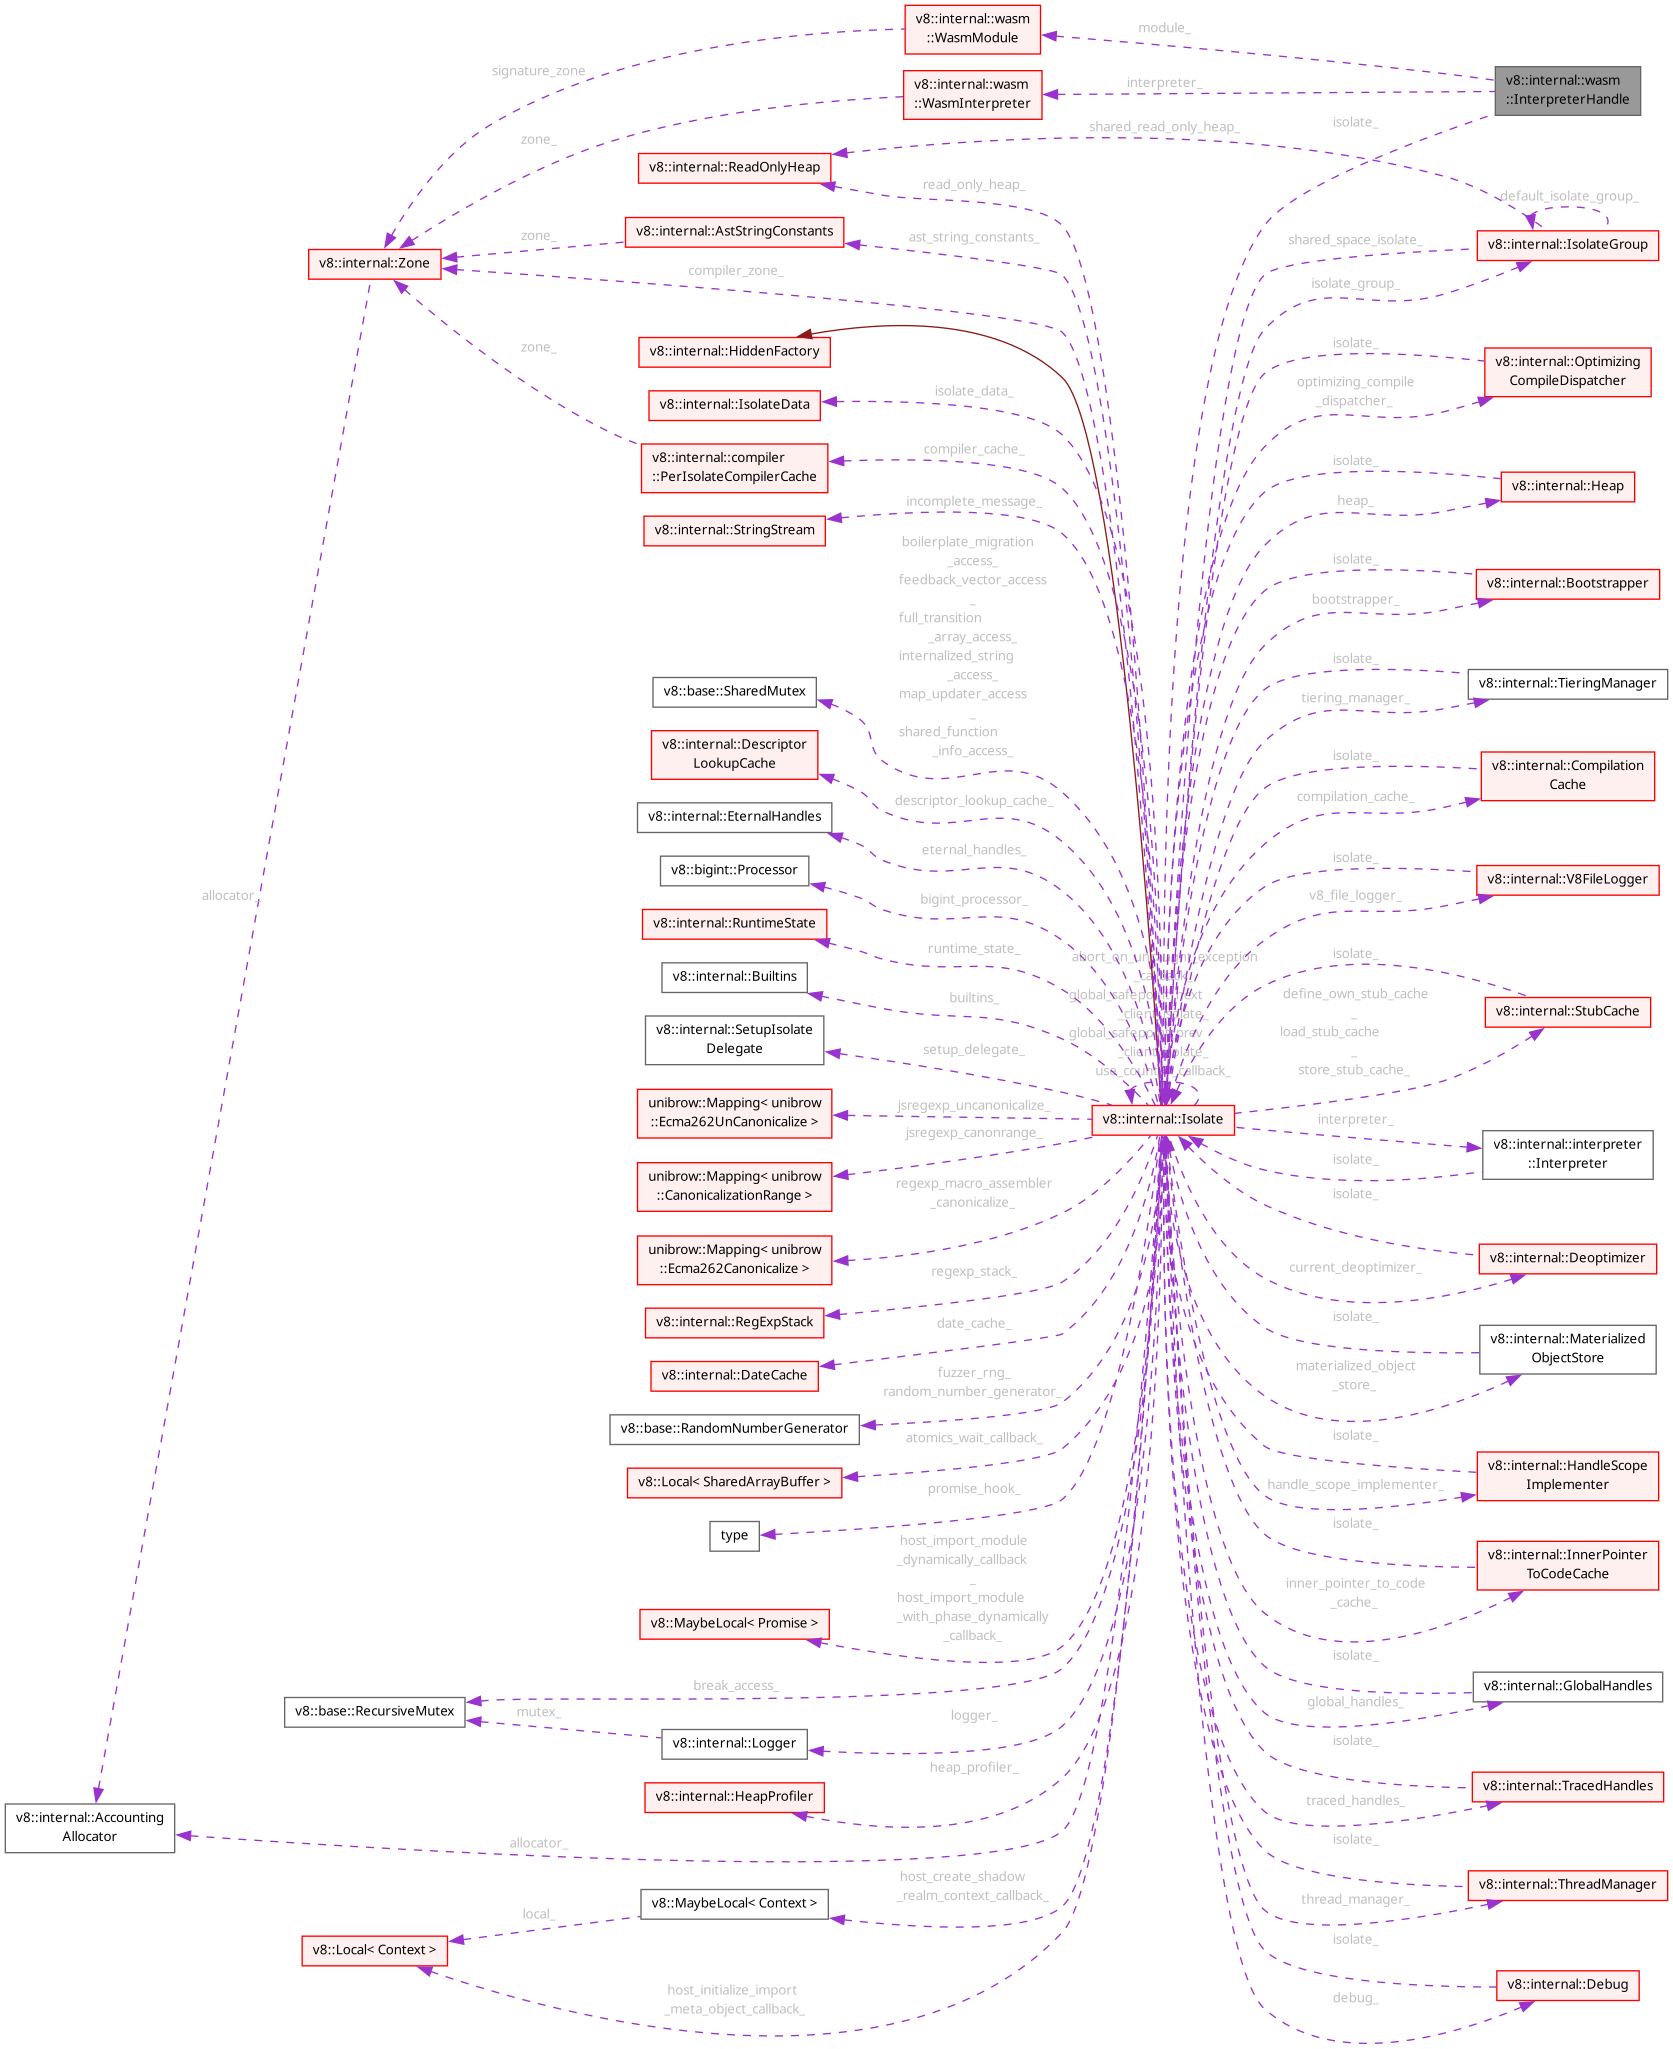 v8::internal::wasm
::WasmModule
module_
signature_zone
v8::internal::wasm
::WasmInterpreter
interpreter_
v8::internal::wasm
::InterpreterHandle
isolate_
shared_read_only_heap_
zone_
v8::internal::ReadOnlyHeap
read_only_heap_
default_isolate_group_
v8::internal::AstStringConstants
zone_
ast_string_constants_
shared_space_isolate_
v8::internal::IsolateGroup
v8::internal::Zone
compiler_zone_
isolate_group_
v8::internal::HiddenFactory
zone_
isolate_
v8::internal::Optimizing
CompileDispatcher
optimizing_compile
_dispatcher_
v8::internal::IsolateData
isolate_data_
v8::internal::compiler
::PerIsolateCompilerCache
compiler_cache_
isolate_
v8::internal::Heap
heap_
v8::internal::StringStream
incomplete_message_
boilerplate_migration
_access_
feedback_vector_access
_
full_transition
_array_access_
internalized_string
_access_
map_updater_access
_
shared_function
_info_access_
isolate_
v8::internal::Bootstrapper
bootstrapper_
v8::base::SharedMutex
isolate_
v8::internal::TieringManager
tiering_manager_
v8::internal::Descriptor
LookupCache
descriptor_lookup_cache_
isolate_
v8::internal::Compilation
Cache
compilation_cache_
v8::internal::EternalHandles
eternal_handles_
v8::bigint::Processor
bigint_processor_
isolate_
v8::internal::V8FileLogger
v8_file_logger_
allocator_
v8::internal::RuntimeState
runtime_state_
isolate_
v8::internal::Builtins
builtins_
global_safepoint_next
_client_isolate_
global_safepoint_prev
_client_isolate_
use_counter_callback_
define_own_stub_cache
_
load_stub_cache
_
store_stub_cache_
v8::internal::StubCache
v8::internal::SetupIsolate
Delegate
setup_delegate_
unibrow::Mapping< unibrow
::Ecma262UnCanonicalize >
jsregexp_uncanonicalize_
v8::internal::Isolate
interpreter_
v8::internal::interpreter
::Interpreter
isolate_
jsregexp_canonrange_
unibrow::Mapping< unibrow
::CanonicalizationRange >
regexp_macro_assembler
_canonicalize_
isolate_
unibrow::Mapping< unibrow
::Ecma262Canonicalize >
v8::internal::Deoptimizer
current_deoptimizer_
regexp_stack_
v8::internal::RegExpStack
isolate_
date_cache_
v8::internal::DateCache
v8::internal::Materialized
ObjectStore
materialized_object
_store_
fuzzer_rng_
random_number_generator_
v8::base::RandomNumberGenerator
isolate_
atomics_wait_callback_
v8::Local< SharedArrayBuffer >
v8::internal::HandleScope
Implementer
handle_scope_implementer_
promise_hook_
type
isolate_
host_import_module
_dynamically_callback
_
host_import_module
_with_phase_dynamically
_callback_
v8::MaybeLocal< Promise >
v8::internal::InnerPointer
ToCodeCache
inner_pointer_to_code
_cache_
isolate_
break_access_
v8::base::RecursiveMutex
mutex_
v8::internal::GlobalHandles
global_handles_
logger_
v8::internal::Logger
isolate_
heap_profiler_
v8::internal::HeapProfiler
v8::internal::TracedHandles
traced_handles_
v8::internal::Accounting
Allocator
allocator_
isolate_
host_create_shadow
_realm_context_callback_
v8::MaybeLocal< Context >
v8::internal::ThreadManager
thread_manager_
local_
v8::Local< Context >
isolate_
host_initialize_import
_meta_object_callback_
v8::internal::Debug
debug_